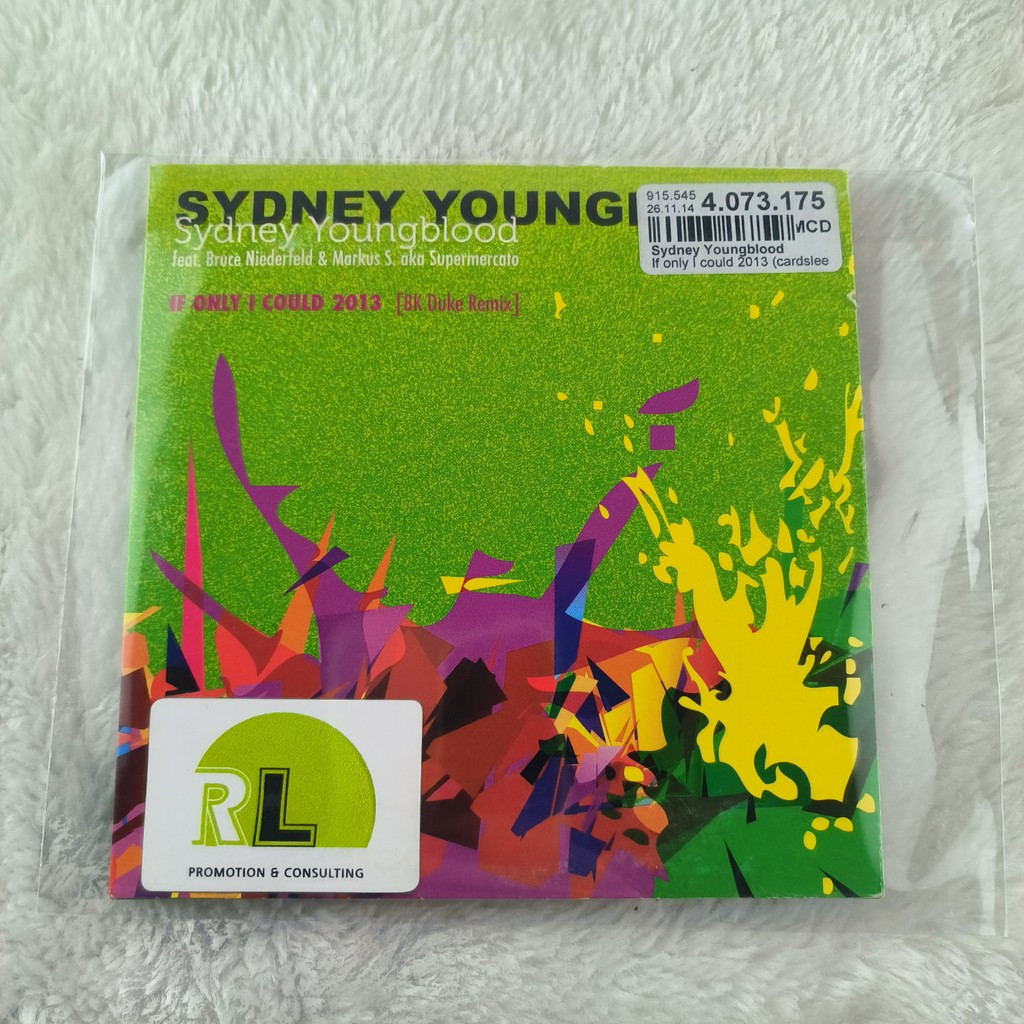 SYDNEY YOUNG
Sydney Youngblood
feat. Bruce Niederfeld & Markus S. aka Supermercato
IF ONLY I COULD 2013 [BK Duke Remix]
915.545 4.073.175
26.11.14
MCD
Sydney Youngblood
If only I could 2013 (cardslee
RL
PROMOTION & CONSULTING